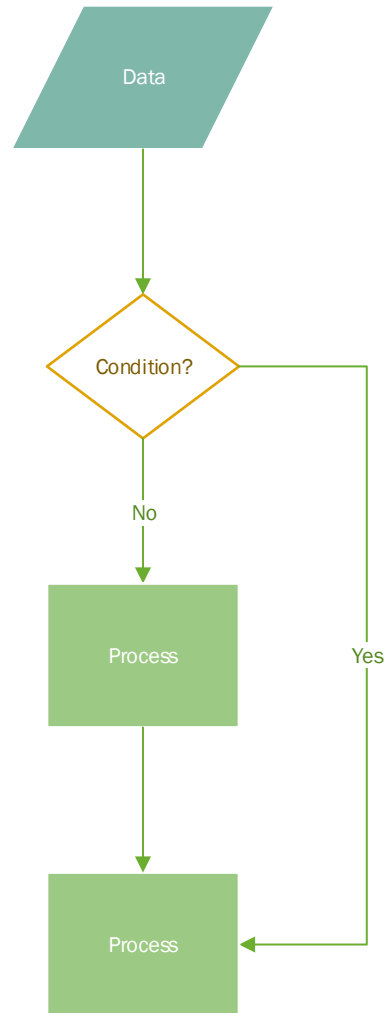 Data
Condition?
No
Process
Yes
Process